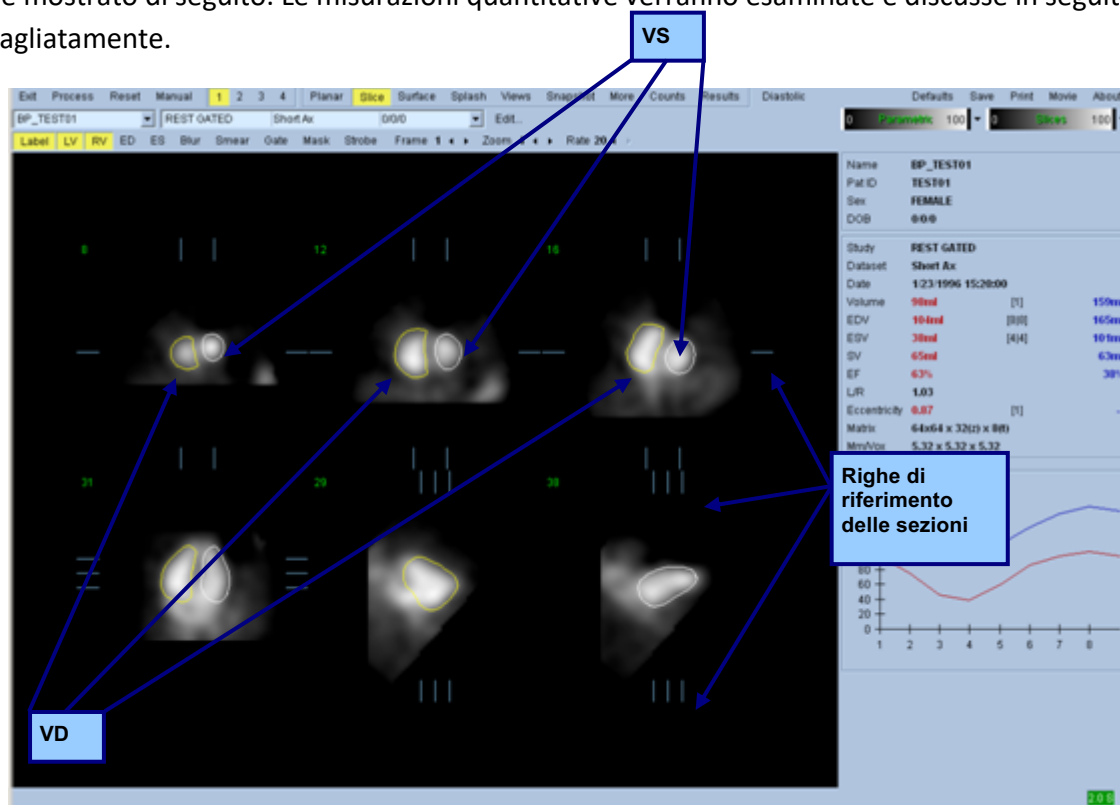 e mostrato di seguito. Le misurazioni quantitative verranno esaminate e discusse in seguit
agliatamente.
VS
Exit Process Reset Manual 1 2 3 4 Planar Slice Surface Splash Views Snapshot More Counts Results Diastolic Defaults Save Print Movie About
BP_TEST01 REST GATED Short Ax 0/0/0 Edit... 0 Parametric 100 0 Slices 100
Label LV RV ED ES Blur Smear Gate Mask Strobe Frame 1 Zoom Rate 20
Name BP_TEST01
Pat ID TEST01
Sex FEMALE
DOB 0/0/0
8 12 16
Study REST GATED
Dataset Short Ax
Date 1/23/1996 15:20:00
Volume 98ml [1] 159m
EDV 104ml [8|8] 165m
ESV 38ml [4|4] 101m
SV 65ml 63m
EF 63% 38%
L/R 1.03
Eccentricity 0.87 [1]
Matrix 64x64 x 32(z) x 8(t)
Mm/Vox 5.32 x 5.32 x 5.32
Righe di
riferimento
delle sezioni
31 29 38
80
60
40
20
0
1 2 3 4 5 6 7 8
VD